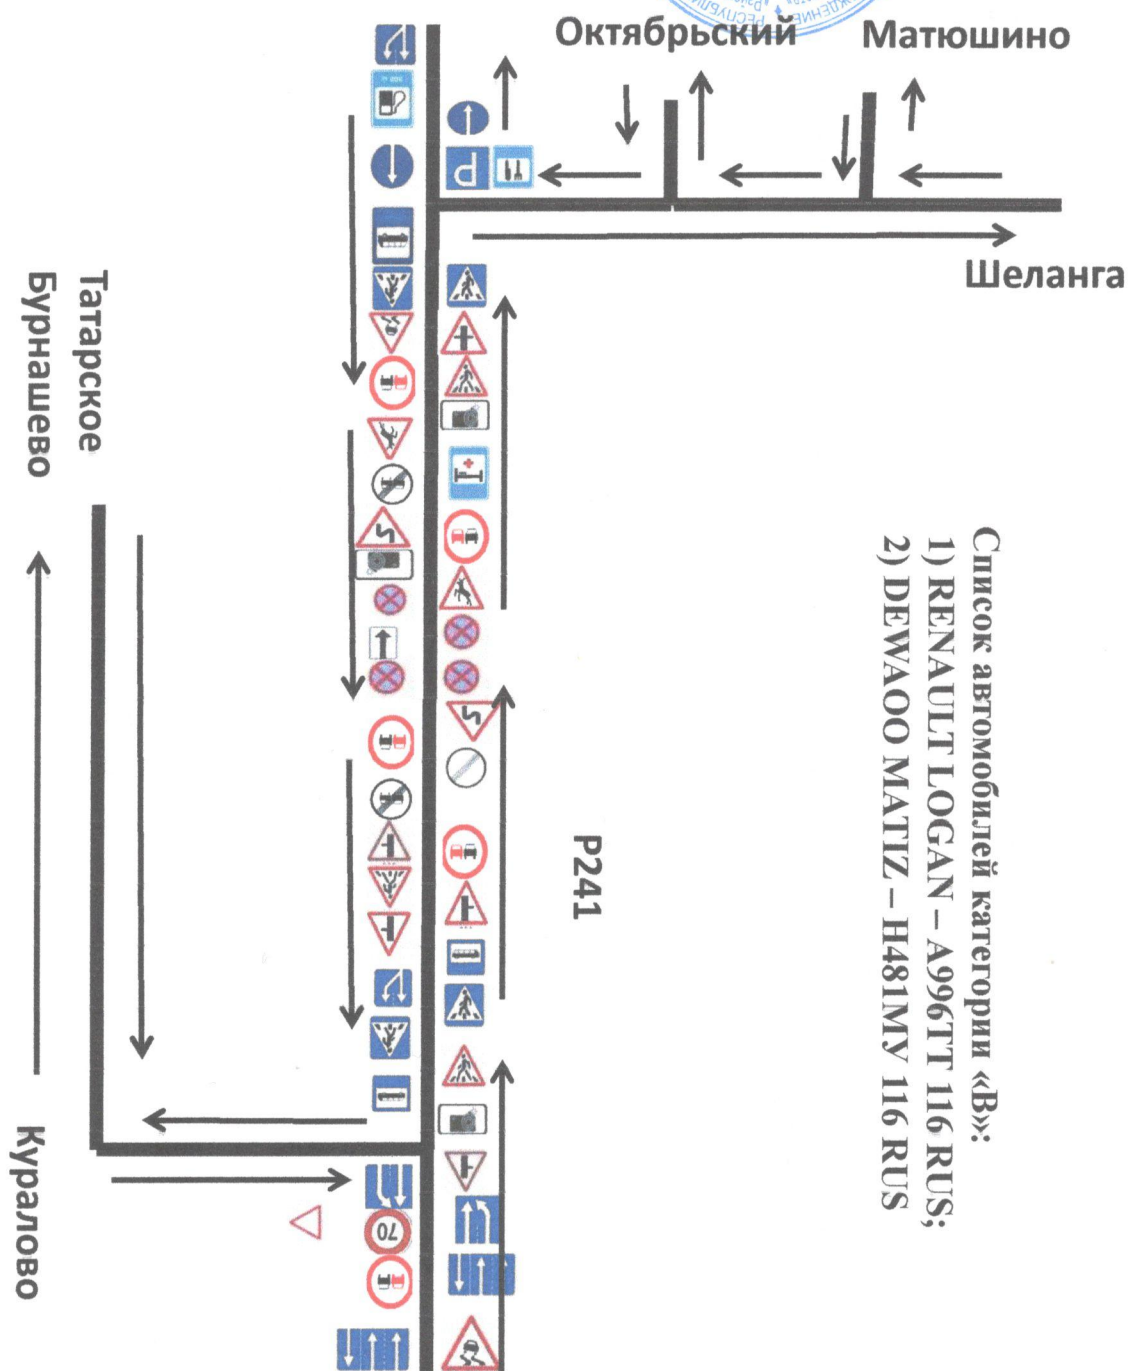 Октябрьский
Матюшино
Шеланга
Список автомобилей категории «В»:
1) RENAULT LOGAN – А996ТТ 116 RUS;
2) DEWAOO MATIZ – Н481МУ 116 RUS
Р241
Татарское
Бурнашево
Куралово
P
70